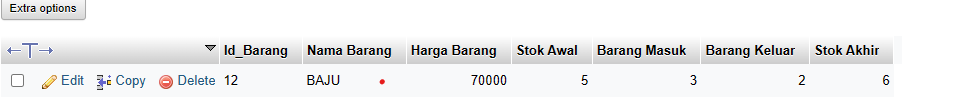 Extra options
Id_Barang Nama Barang Harga Barang Stok Awal Barang Masuk Barang Keluar Stok Akhir
Edit Copy Delete 12 BAJU 70000 5 3 2 6